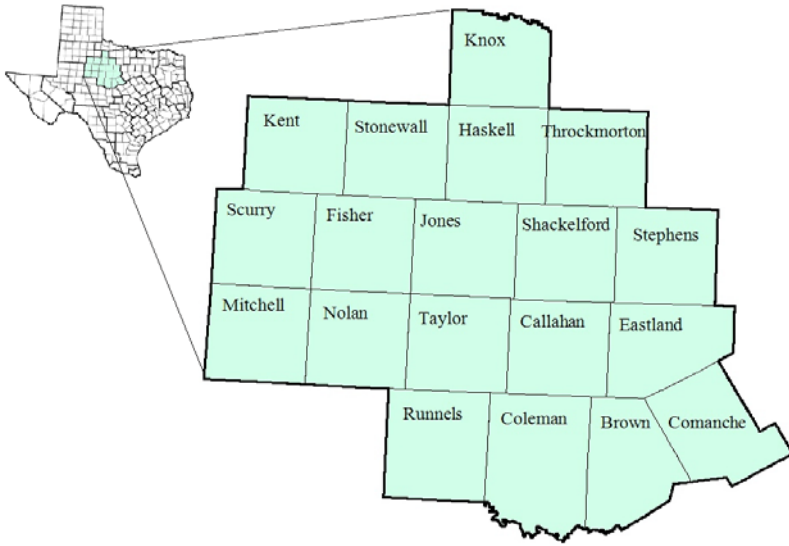 Knox
Kent
Stonewall
Haskell
Throckmorton
Scurry
Fisher
Jones
Shackelford
Stephens
Mitchell
Nolan
Taylor
Callahan
Eastland
Runnels
Coleman
Brown
Comanche